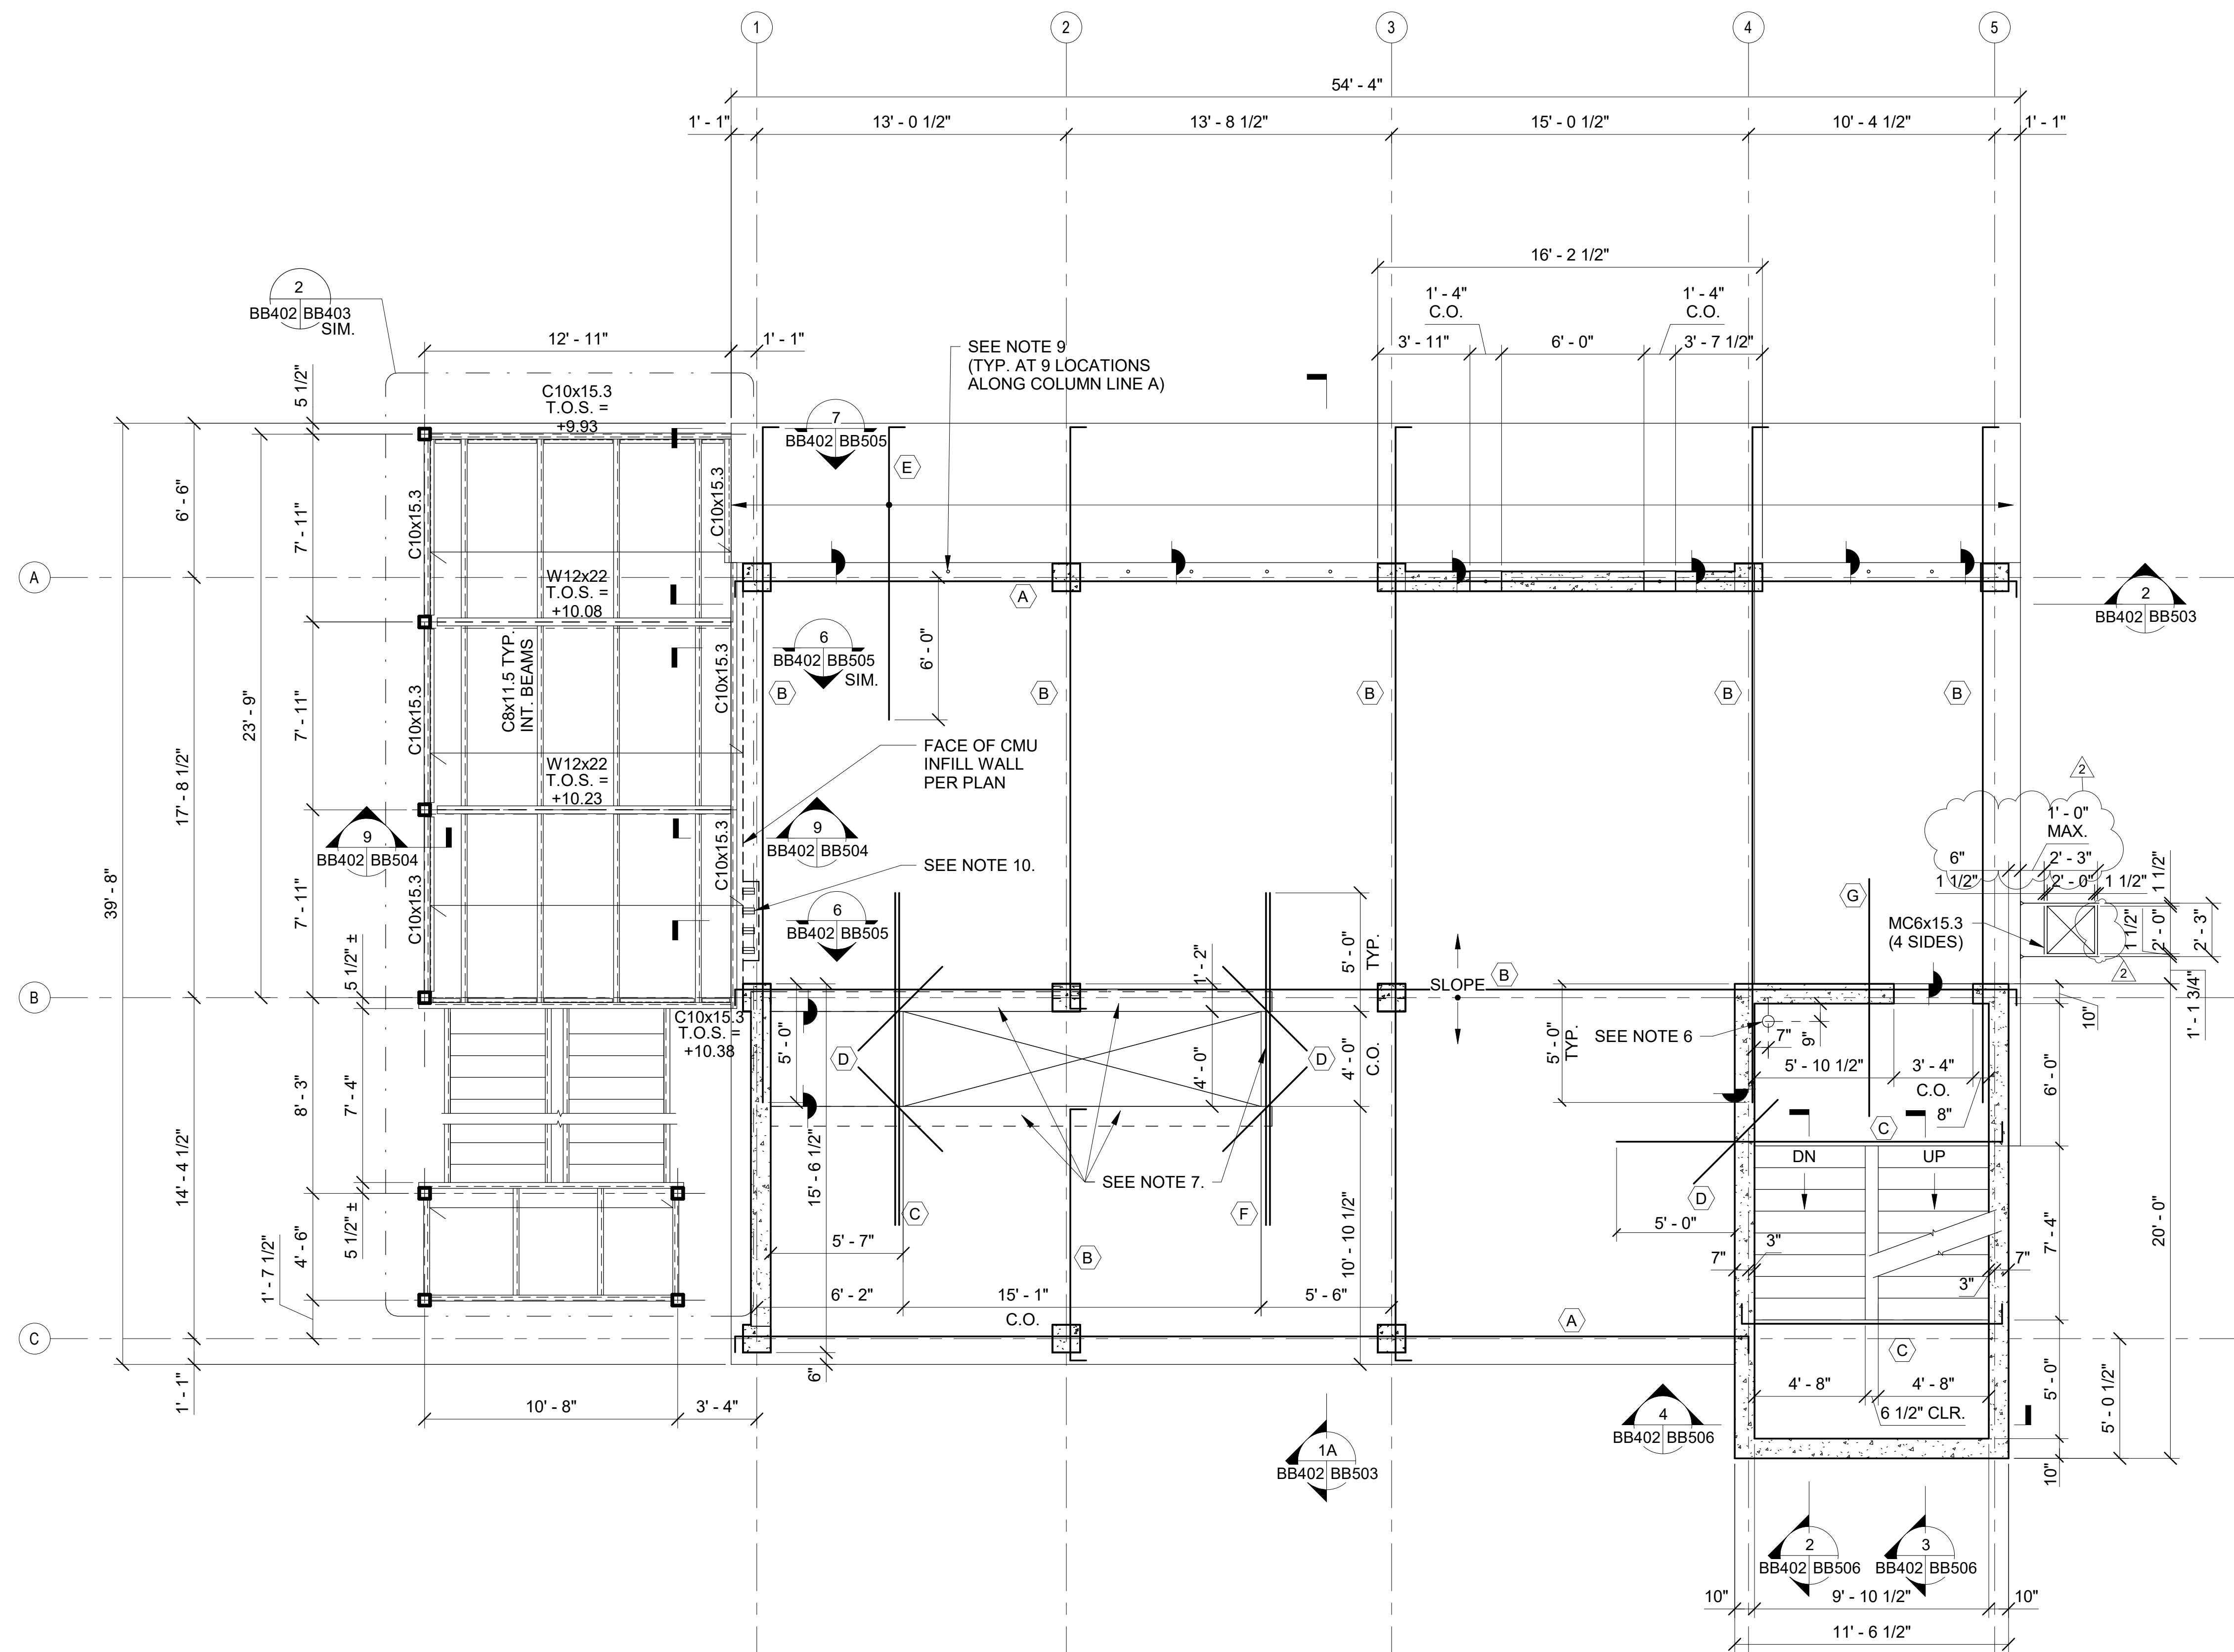 1
2
3
4
5
54' - 4"
1' - 1"
13' - 0 1/2"
13' - 8 1/2"
15' - 0 1/2"
10' - 4 1/2"
1' - 1"
16' - 2 1/2"
1' - 4"
C.O.
1' - 4"
C.O.
3' - 11"
6' - 0"
3' - 7 1/2"
2
BB402
BB403
SIM.
12' - 11"
1' - 1"
SEE NOTE 9
(TYP. AT 9 LOCATIONS
ALONG COLUMN LINE A)
5 1/2"
C10x15.3
T.O.S. =
+9.93
7
BB402
BB505
E
6' - 6"
7' - 11"
C10x15.3
C10x15.3
A
W12x22
T.O.S. =
+10.08
A
2
BB402
BB503
C8x11.5 TYP.
INT. BEAMS
6
BB402
BB505
SIM.
6' - 0"
C10x15.3
B
B
B
B
B
23' - 9"
7' - 11"
C10x15.3
17' - 8 1/2"
W12x22
T.O.S. =
+10.23
FACE OF CMU
INFILL WALL
PER PLAN
2
1' - 0"
MAX.
6"
2' - 3"
1 1/2"
2' - 0"
1 1/2"
1 1/2"
9
BB402
BB504
9
BB402
BB504
C10x15.3
SEE NOTE 10.
39' - 8"
7' - 11"
C10x15.3
6
BB402
BB505
G
MC6x15.3
(4 SIDES)
1 1/2"
2' - 0"
2' - 3"
2
5' - 0"
TYP.
1' - 2"
5 1/2" ±
B
SLOPE
B
C10x15.3
T.O.S. =
+10.38
5' - 0"
D
D
4' - 0"
4' - 0"
C.O.
5' - 0"
TYP.
SEE NOTE 6
7"
9"
5' - 10 1/2"
3' - 4"
C.O.
8"
10"
1' - 1 3/4"
6' - 0"
8' - 3"
7' - 4"
14' - 4 1/2"
C
DN
UP
15' - 6 1/2"
SEE NOTE 7.
D
C
F
5' - 0"
5' - 7"
B
10' - 10 1/2"
3"
7"
7"
3"
7' - 4"
20' - 0"
5 1/2" ±
4' - 6"
1' - 7 1/2"
6' - 2"
15' - 1"
C.O.
5' - 6"
A
C
C
6"
1' - 1"
10' - 8"
3' - 4"
4' - 8"
4' - 8"
6 1/2" CLR.
5' - 0"
5' - 0 1/2"
4
BB402
BB506
1A
BB402
BB503
10"
2
BB402
BB506
3
BB402
BB506
10"
9' - 10 1/2"
10"
11' - 6 1/2"